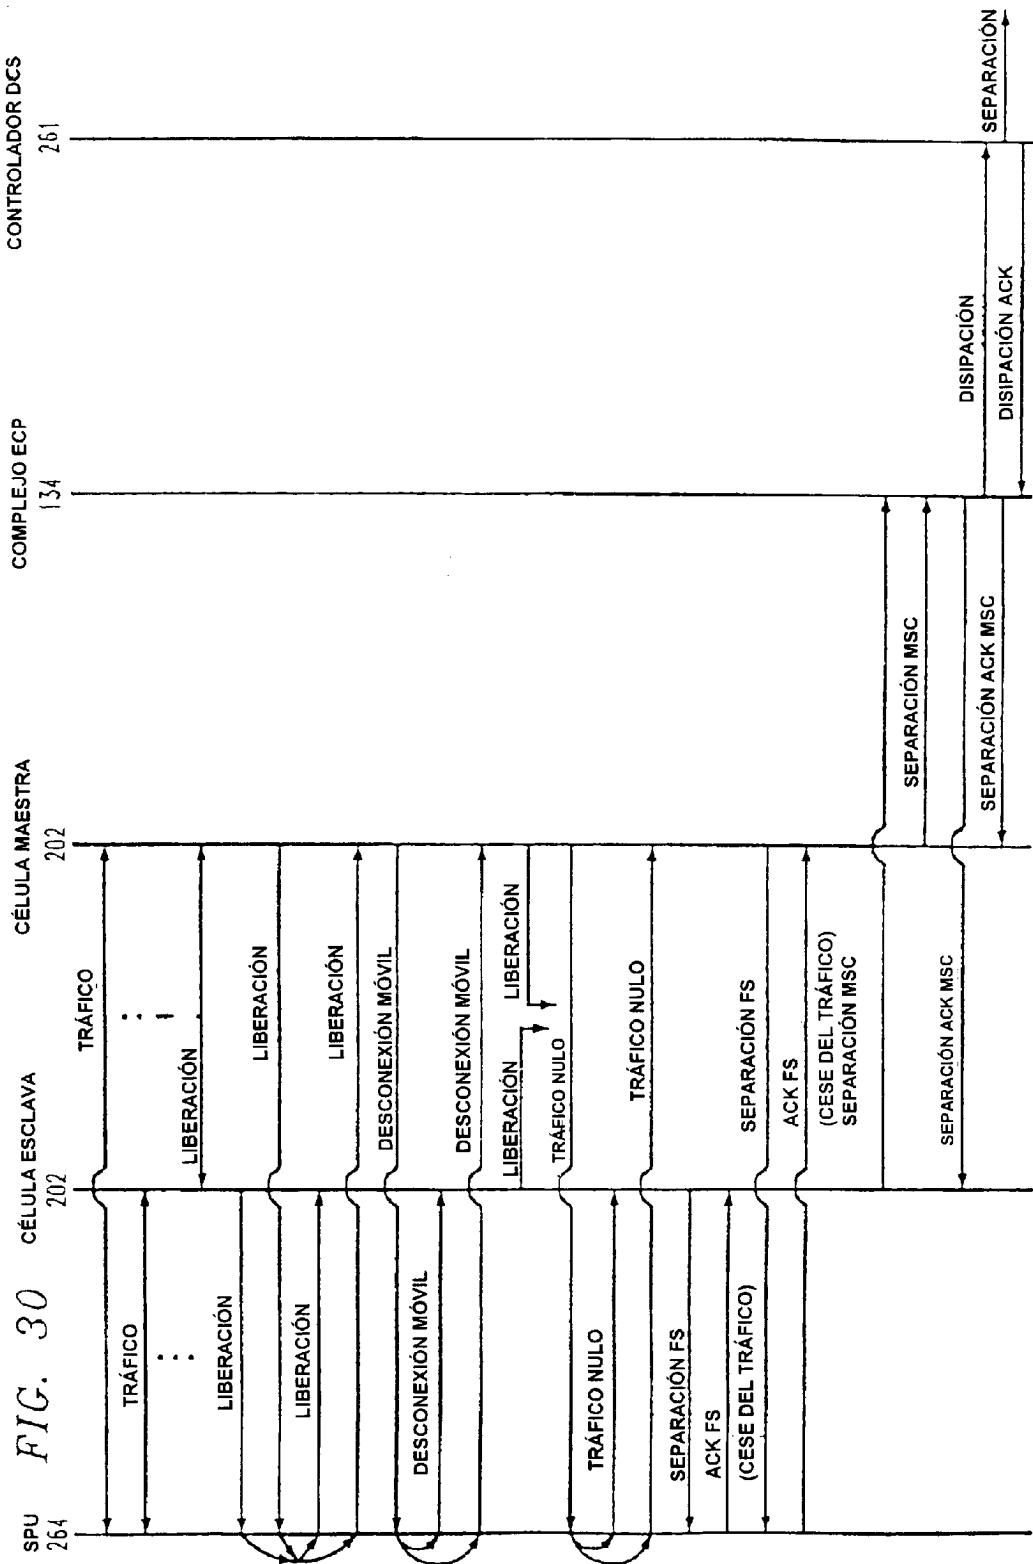 FIG. 30
SPU
264
CÉLULA ESCLAVA
202
CÉLULA MAESTRA
202
COMPLEJO ECP
134
CONTROLADOR DCS
261
TRÁFICO
TRÁFICO
LIBERACIÓN
LIBERACIÓN
LIBERACIÓN
LIBERACIÓN
LIBERACIÓN
DESCONEXIÓN MÓVIL
DESCONEXIÓN MÓVIL
DESCONEXIÓN MÓVIL
LIBERACIÓN
LIBERACIÓN
TRÁFICO NULO
TRÁFICO NULO
TRÁFICO NULO
SEPARACIÓN FS
ACK FS
(CESE DEL TRÁFICO)
SEPARACIÓN FS
ACK FS
(CESE DEL TRÁFICO)
SEPARACIÓN MSC
SEPARACIÓN MSC
SEPARACIÓN ACK MSC
SEPARACIÓN ACK MSC
DISIPACIÓN
DISIPACIÓN ACK
SEPARACIÓN